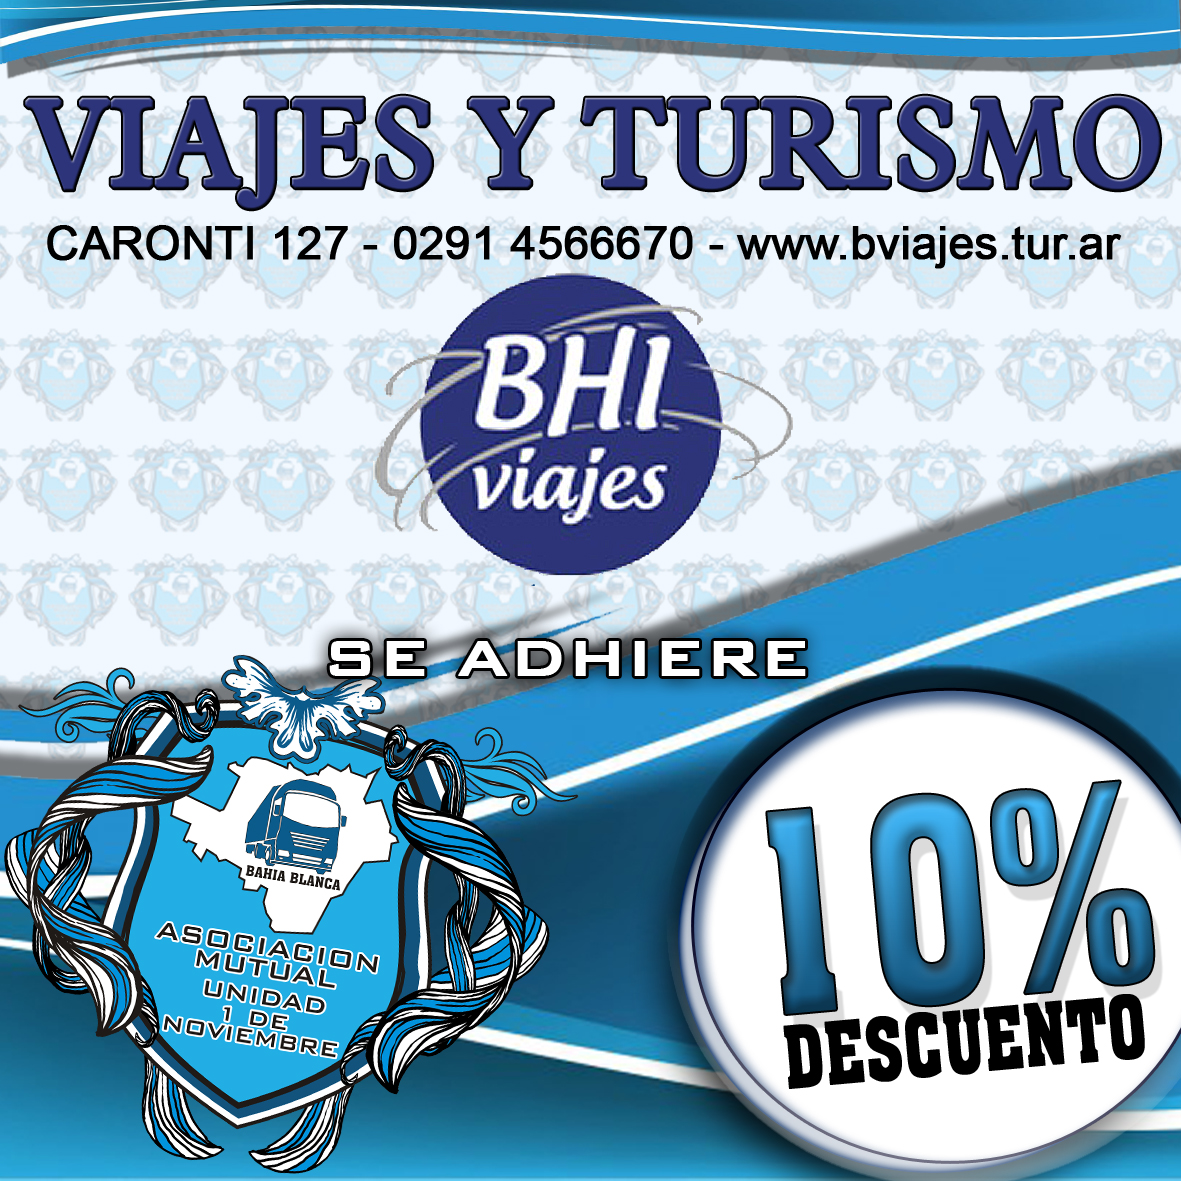 VIAJES Y TURISMO
CARONTI 127 - 0291 4566670 - www.bviajes.tur.ar
BHI
viajes
SE ADHIERE
BAHIA BLANCA
ASOCIACION
MUTUAL
UNIDAD
1 DE
NOVIEMBRE
10%
DESCUENTO